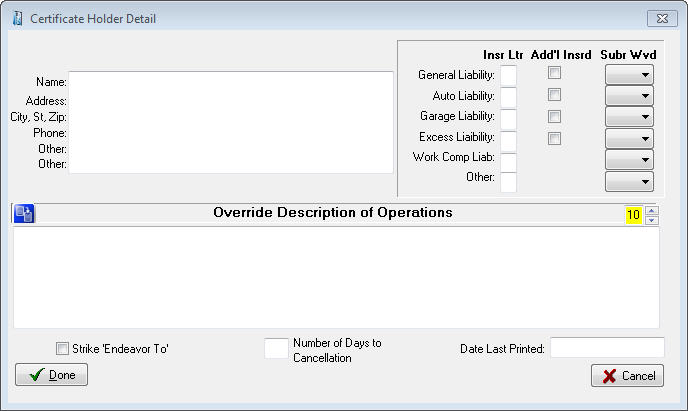 Certificate Holder Detail
Insr Ltr Add'l Insrd Subr Wvd
Name:
Address:
City, St, Zip:
Phone:
Other:
Other:
General Liability:
Auto Liability:
Garage Liability:
Excess Liaibility:
Work Comp Liab:
Other:
Override Description of Operations 10
Strike 'Endeavor To'
Number of Days to
Cancellation
Date Last Printed:
Done
Cancel